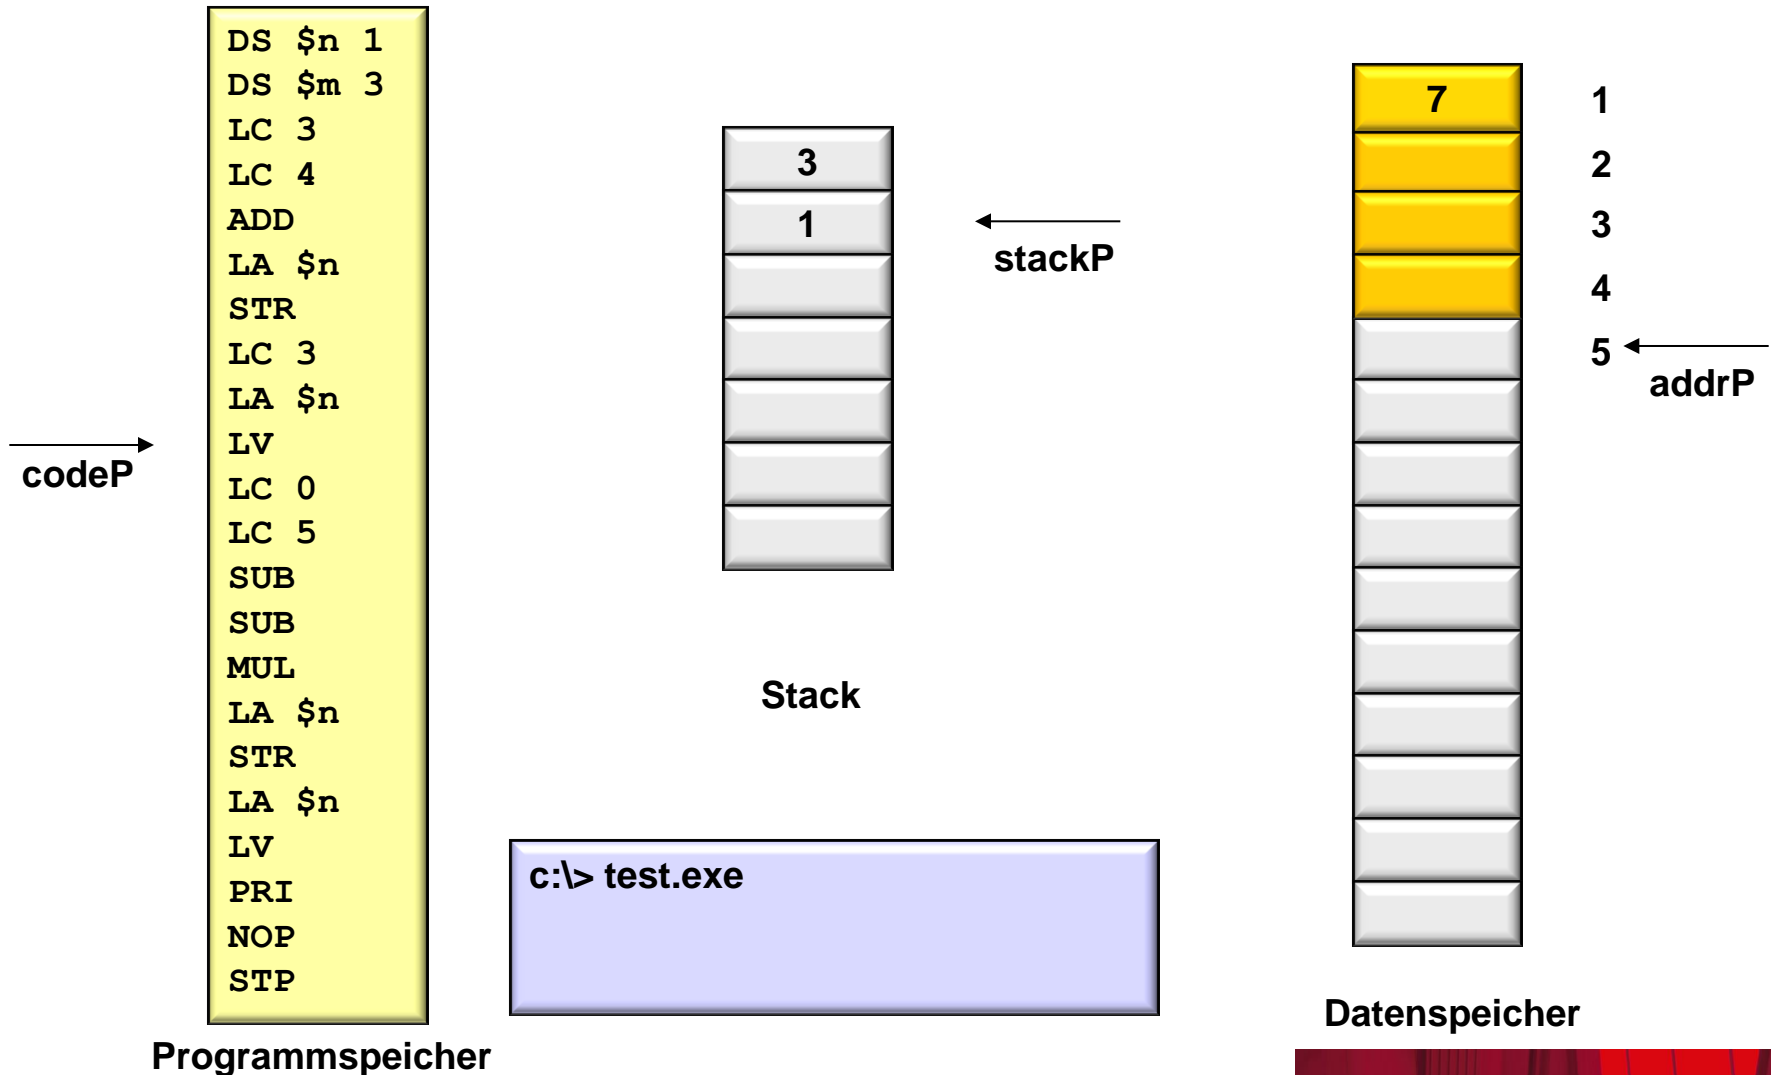 DS $n 1
DS $m 3
LC 3
LC 4
ADD
LA $n
STR
LC 3
LA $n
LV
LC 0
LC 5
SUB
SUB
MUL
LA $n
STR
LA $n
LV
PRI
NOP
STP
codeP
Programmspeicher
3
1
stackP
Stack
c:\> test.exe
7
1
2
3
4
5
addrP
Datenspeicher